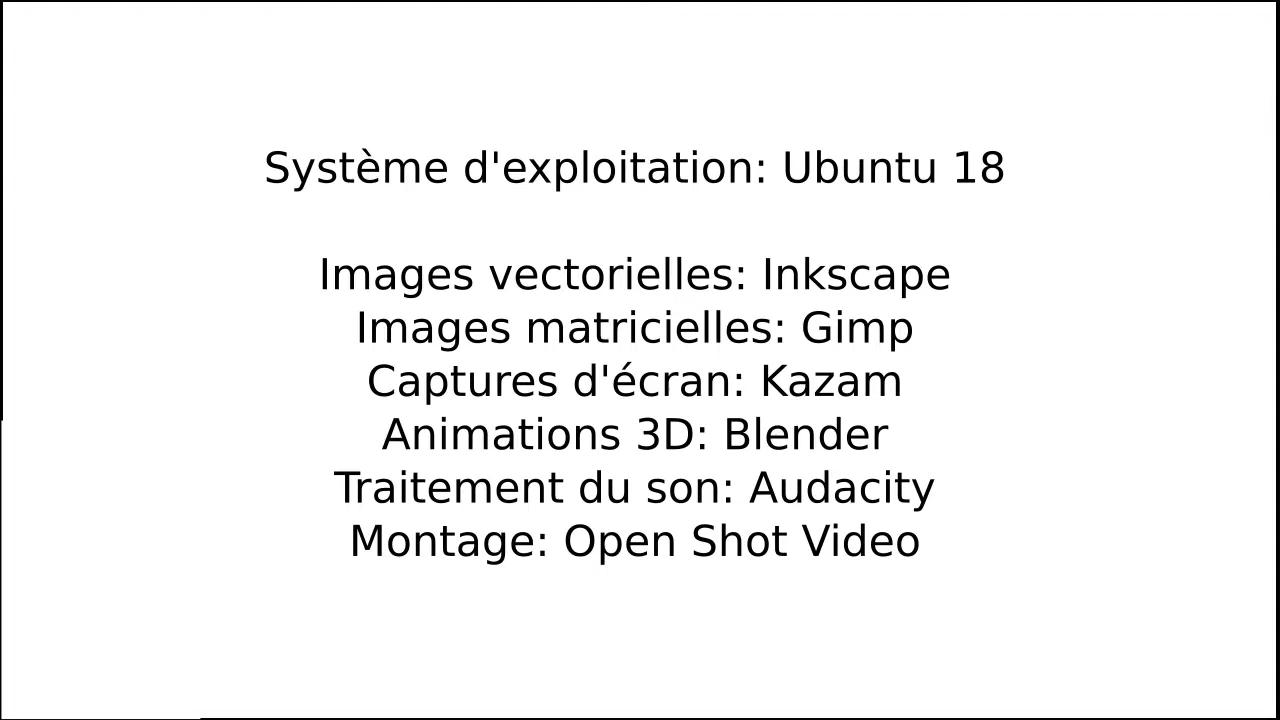 Système d'exploitation: Ubuntu 18
Images vectorielles: Inkscape
Images matricielles: Gimp
Captures d'écran: Kazam
Animations 3D: Blender
Traitement du son: Audacity
Montage: Open Shot Video